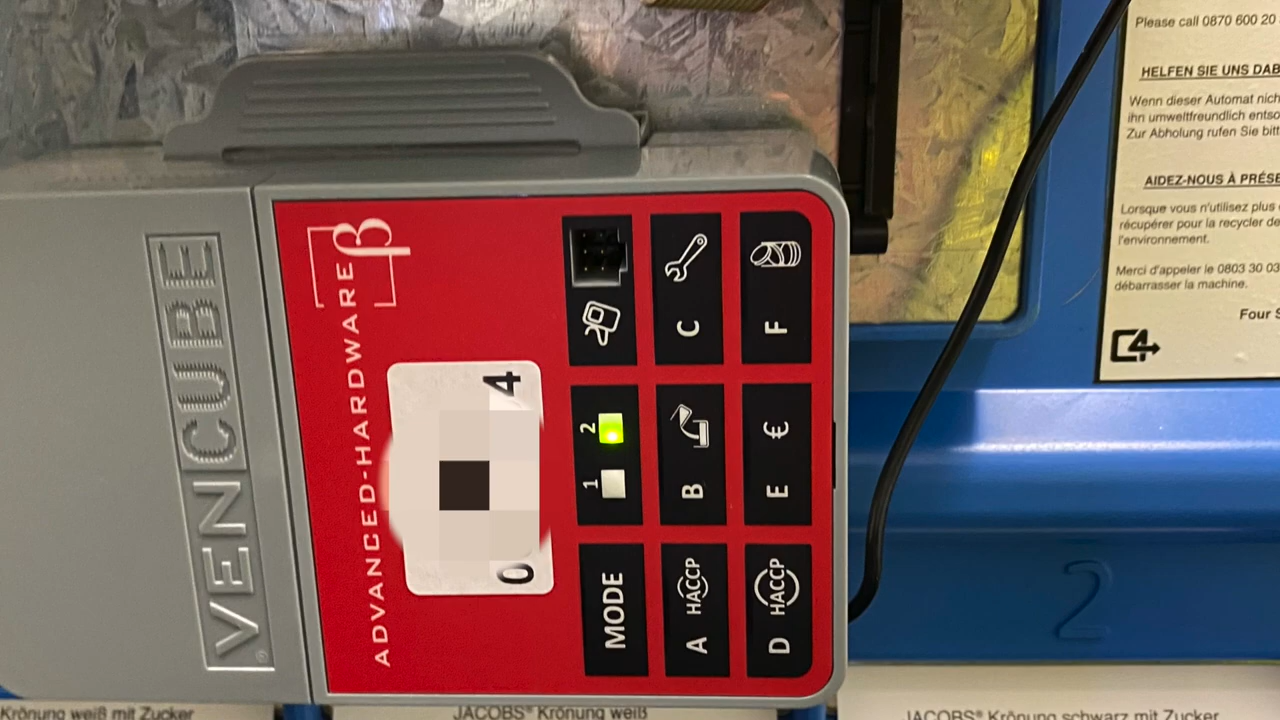 VENCUBE
®
ADVANCED-HARDWARE
β
0 4
MODE
1 2
A HACCP
B
C
D HACCP
E €
F
Please call 0870 600 20
HELFEN SIE UNS DAB
Wenn dieser Automat nich
ihn umweltfreundlich entso
Zur Abholung rufen Sie bitt
AIDEZ-NOUS À PRÉSE
Lorsque vous n'utilisez plus
récupérer pour la recycler de
l'environnement.
Merci d'appeler le 0803 30 03
débarrasser la machine.
Four S
2
Krönung weiß mit Zucker
JACOBS® Krönung weiß
JACOBS® Krönung schwarz mit Zucker